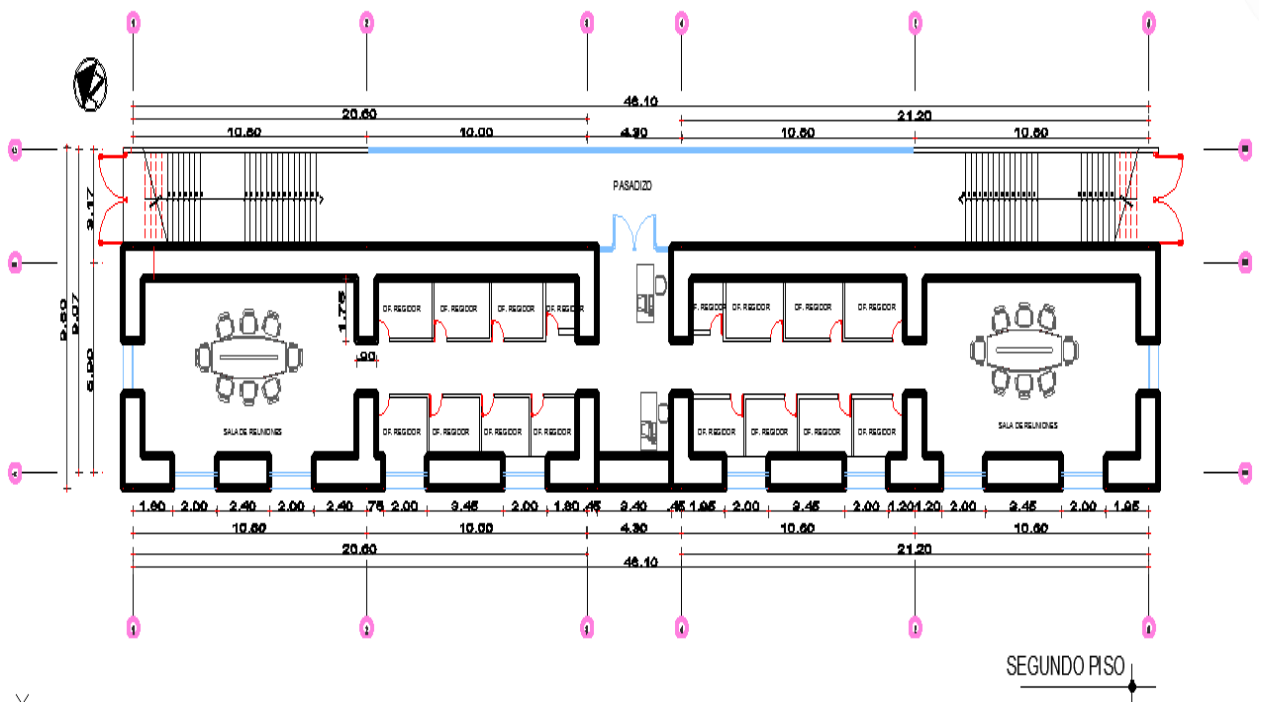 46.10
20.60 21.20
10.60 10.00 4.30 10.60 10.60
PASADIZO
3.17
OF. REGIDOR OF. REGIDOR OF. REGIDOR OF. REGIDOR OF. REGIDOR OF. REGIDOR OF. REGIDOR OF. REGIDOR
1.75
9.60
9.07
5.90
.90
SALA DE REUNIONES OF. REGIDOR OF. REGIDOR OF. REGIDOR OF. REGIDOR OF. REGIDOR OF. REGIDOR OF. REGIDOR OF. REGIDOR SALA DE REUNIONES
1.80 2.00 2.40 2.00 2.40 .75 2.00 3.45 2.00 1.80 .45 3.40 .45 1.95 2.00 3.45 2.00 1.20 1.20 2.00 3.45 2.00 1.95
10.60 10.00 4.30 10.60 10.60
20.60 21.20
46.10
SEGUNDO PISO